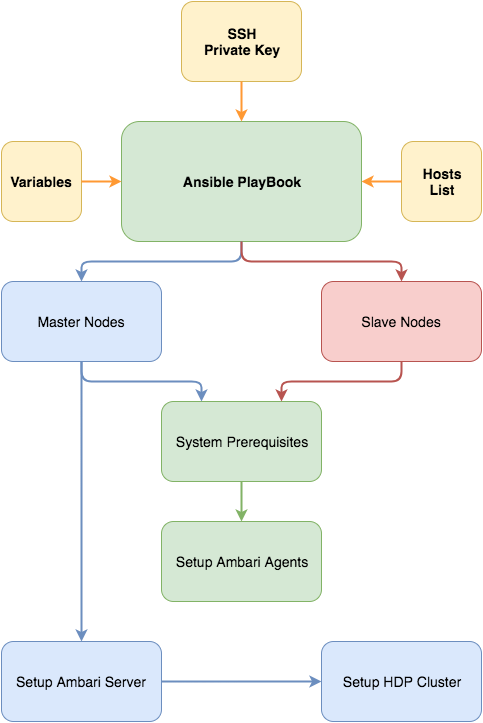 SSH
Private Key
Variables
Ansible PlayBook
Hosts
List
Master Nodes
Slave Nodes
System Prerequisites
Setup Ambari Agents
Setup Ambari Server
Setup HDP Cluster